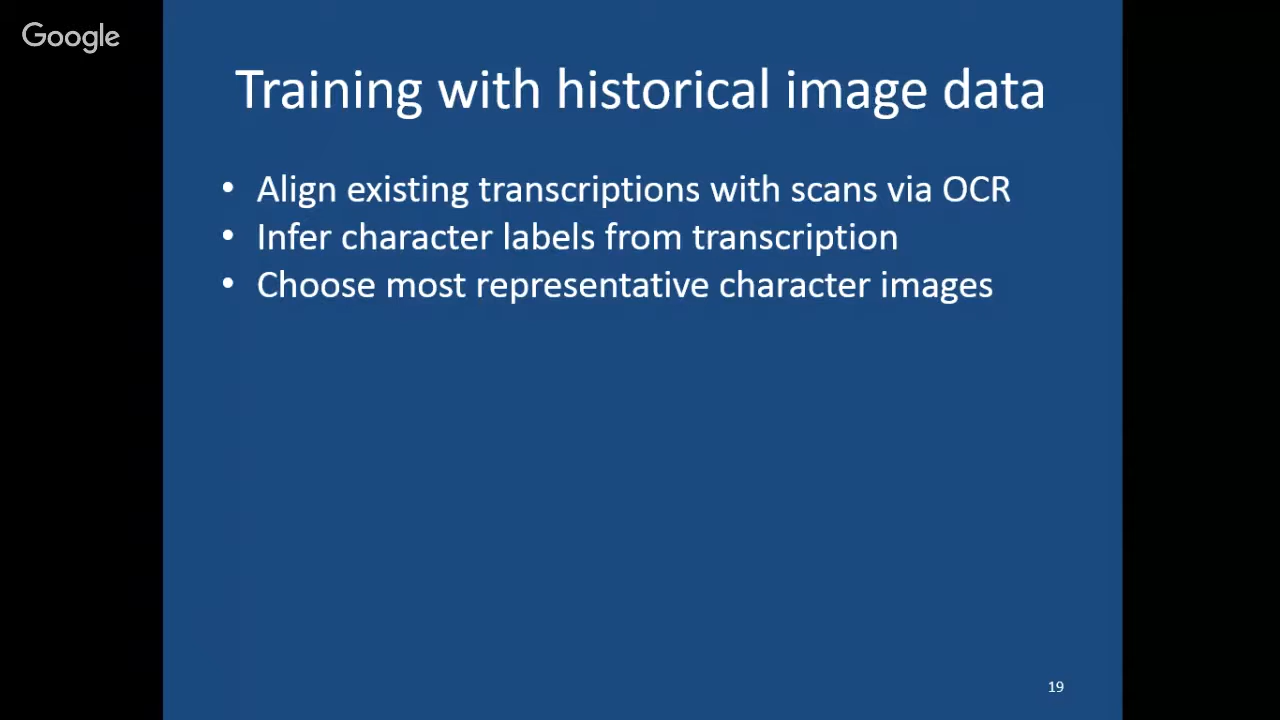 Google
Training with historical image data
• Align existing transcriptions with scans via OCR
• Infer character labels from transcription
• Choose most representative character images
19